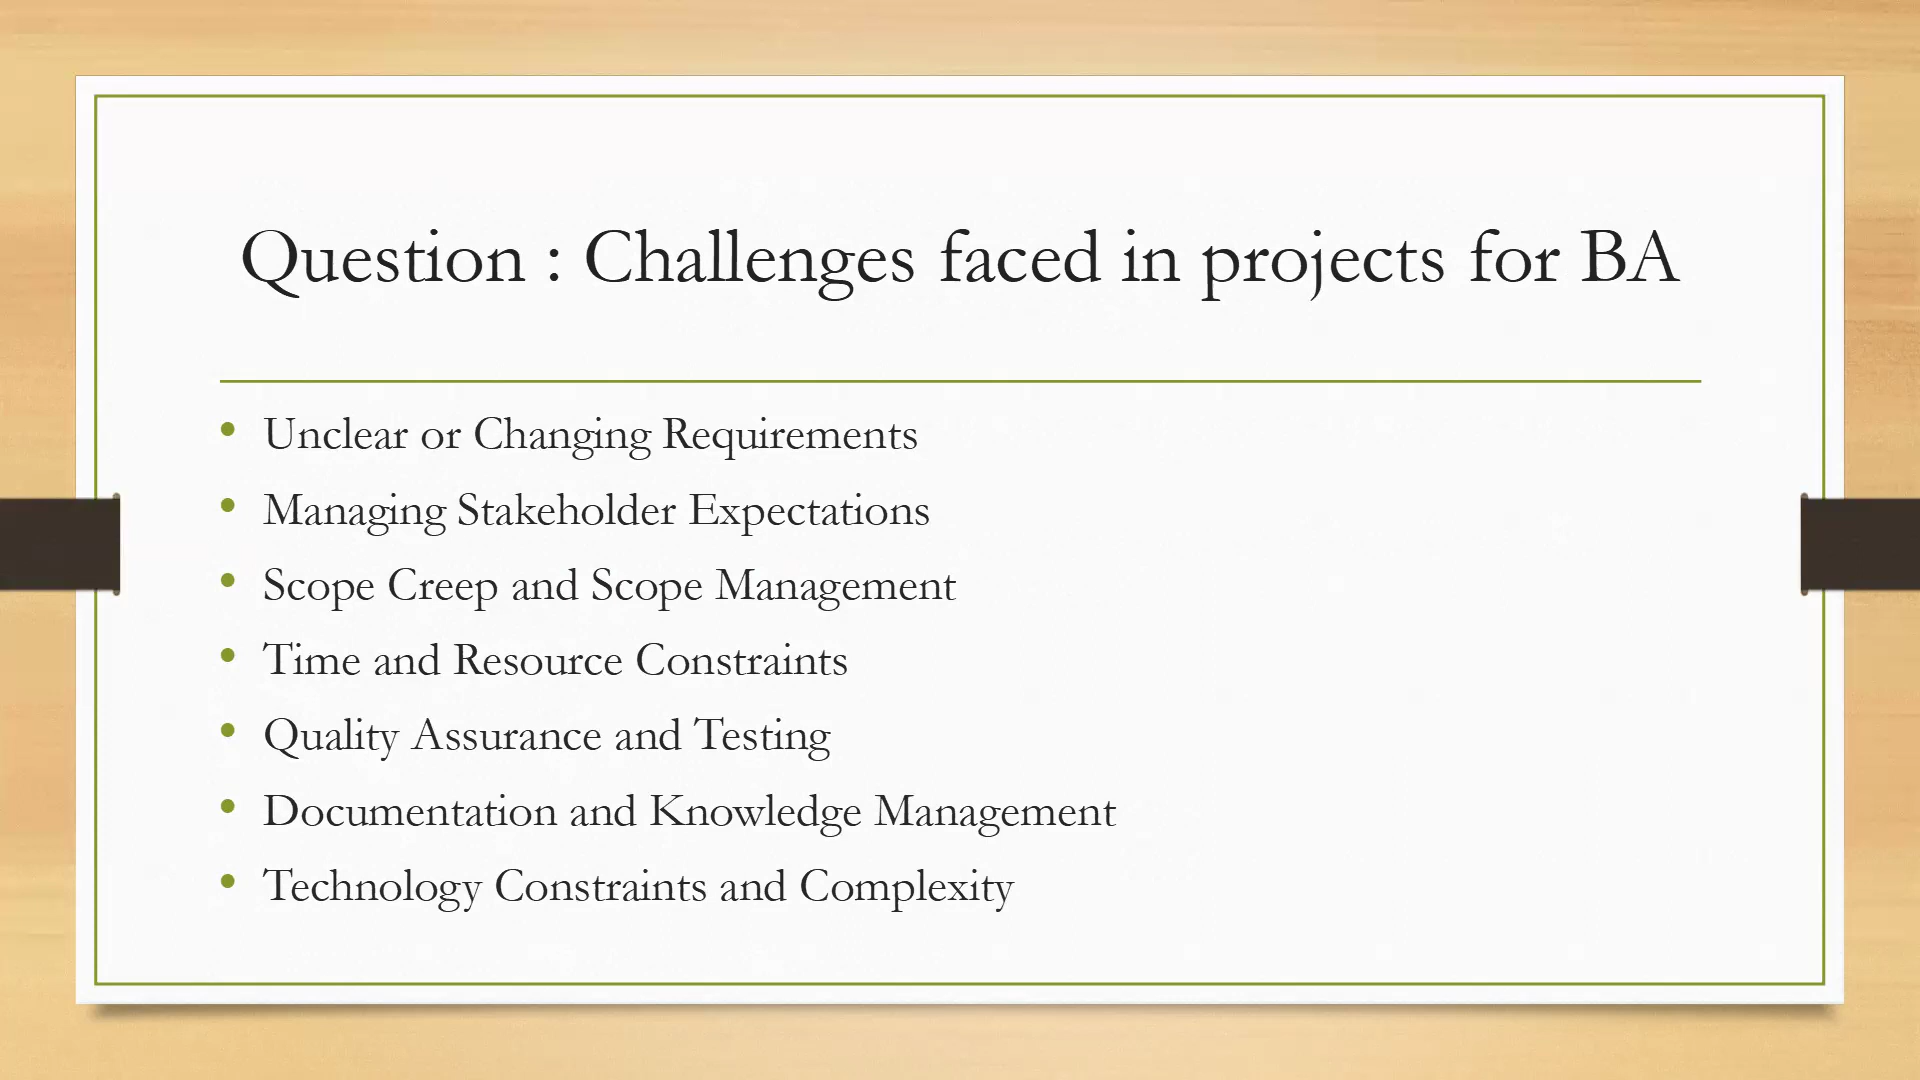 Question : Challenges faced in projects for BA
• Unclear or Changing Requirements
• Managing Stakeholder Expectations
• Scope Creep and Scope Management
• Time and Resource Constraints
• Quality Assurance and Testing
• Documentation and Knowledge Management
• Technology Constraints and Complexity